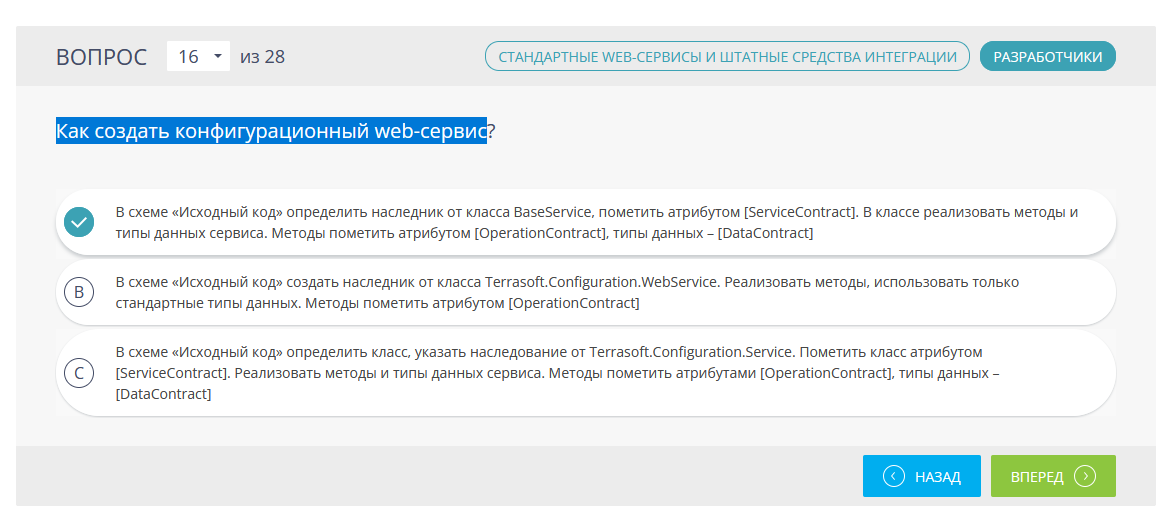 ВОПРОС 16 из 28 СТАНДАРТНЫЕ WEB-СЕРВИСЫ И ШТАТНЫЕ СРЕДСТВА ИНТЕГРАЦИИ РАЗРАБОТЧИКИ
Как создать конфигурационный web-сервис?
В схеме «Исходный код» определить наследник от класса BaseService, пометить атрибутом [ServiceContract]. В классе реализовать методы и
типы данных сервиса. Методы пометить атрибутом [OperationContract], типы данных – [DataContract]
B
В схеме «Исходный код» создать наследник от класса Terrasoft.Configuration.WebService. Реализовать методы, использовать только
стандартные типы данных. Методы пометить атрибутом [OperationContract]
C
В схеме «Исходный код» определить класс, указать наследование от Terrasoft.Configuration.Service. Пометить класс атрибутом
[ServiceContract]. Реализовать методы и типы данных сервиса. Методы пометить атрибутами [OperationContract], типы данных –
[DataContract]
НАЗАД ВПЕРЕД